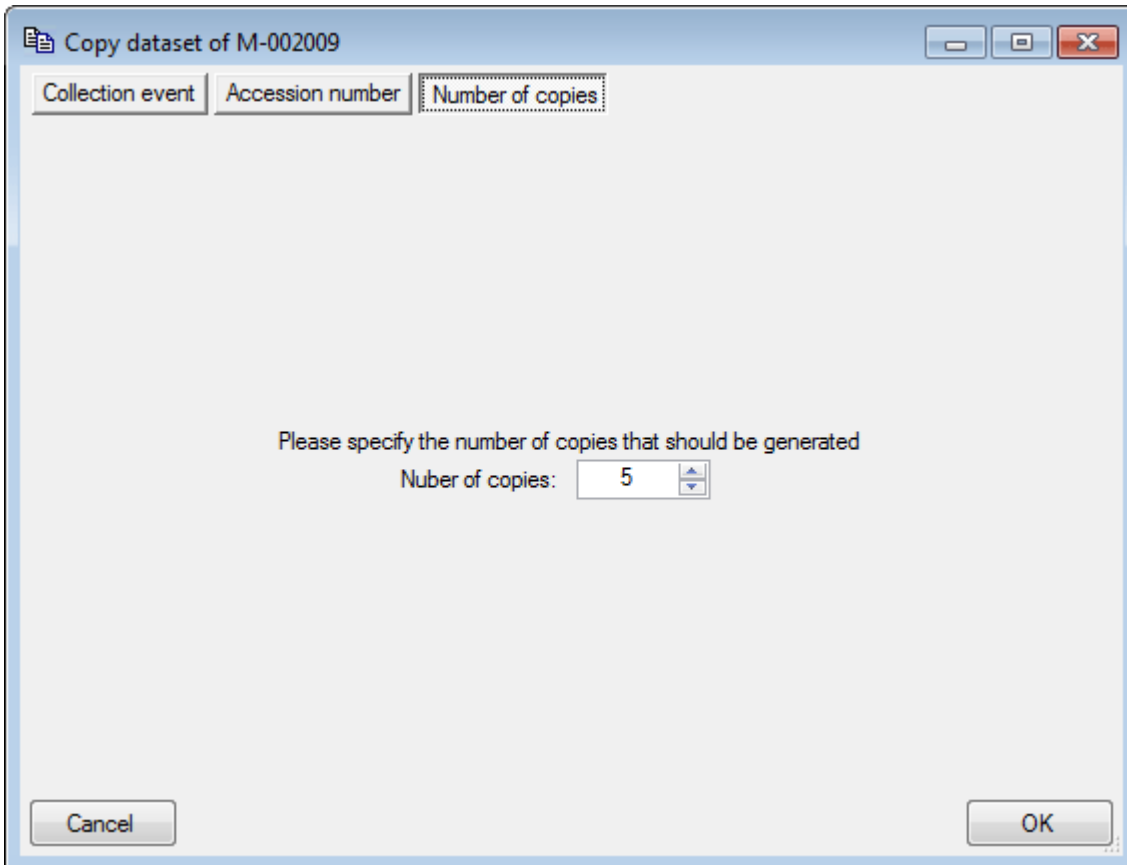 Copy dataset of M-002009
Collection event Accession number Number of copies
Please specify the number of copies that should be generated
Nuber of copies: 5
Cancel OK